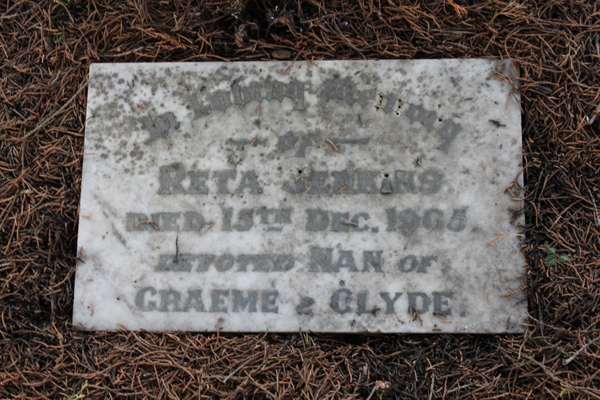 In Loving Memory
— of —
RETA JENKINS
DIED 15TH DEC. 1965.
DEVOTED NAN OF
GRAEME & CLYDE.